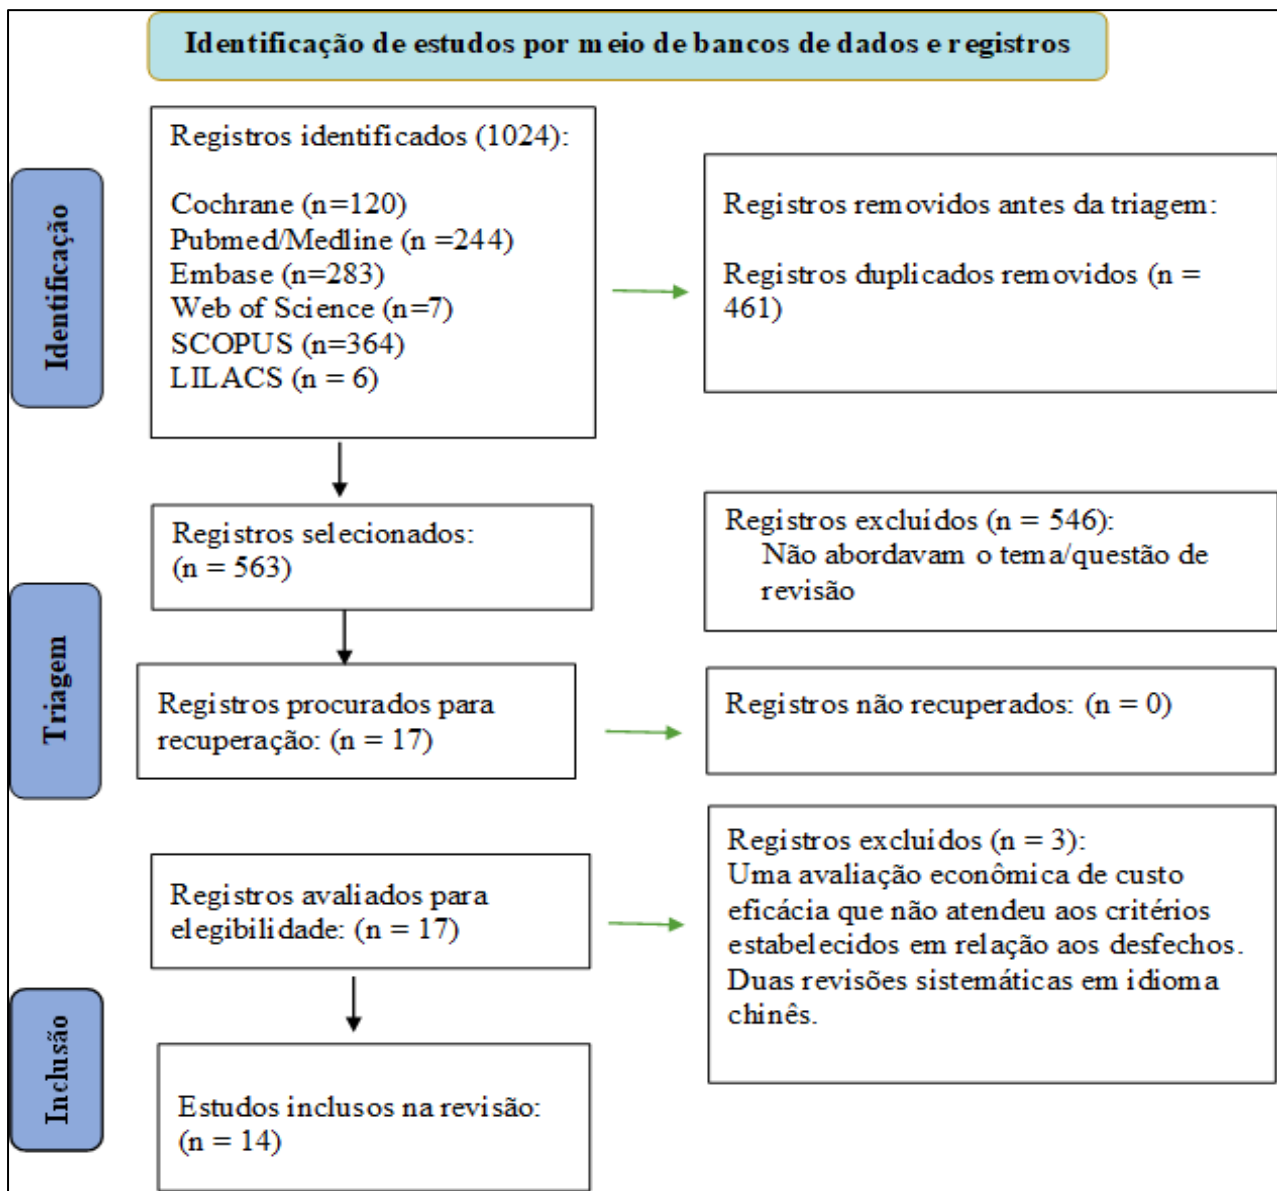 Identificação de estudos por meio de bancos de dados e registros
Identificação
Registros identificados (1024):
Cochrane (n=120)
Pubmed/Medline (n =244)
Embase (n=283)
Web of Science (n=7)
SCOPUS (n=364)
LILACS (n = 6)
Registros removidos antes da triagem:
Registros duplicados removidos (n =
461)
Triagem
Registros selecionados:
(n = 563)
Registros excluídos (n = 546):
Não abordavam o tema/questão de
revisão
Registros procurados para
recuperação: (n = 17)
Registros não recuperados: (n = 0)
Registros avaliados para
elegibilidade: (n = 17)
Registros excluídos (n = 3):
Uma avaliação econômica de custo
eficácia que não atendeu aos critérios
estabelecidos em relação aos desfechos.
Duas revisões sistemáticas em idioma
chinês.
Inclusão
Estudos inclusos na revisão:
(n = 14)